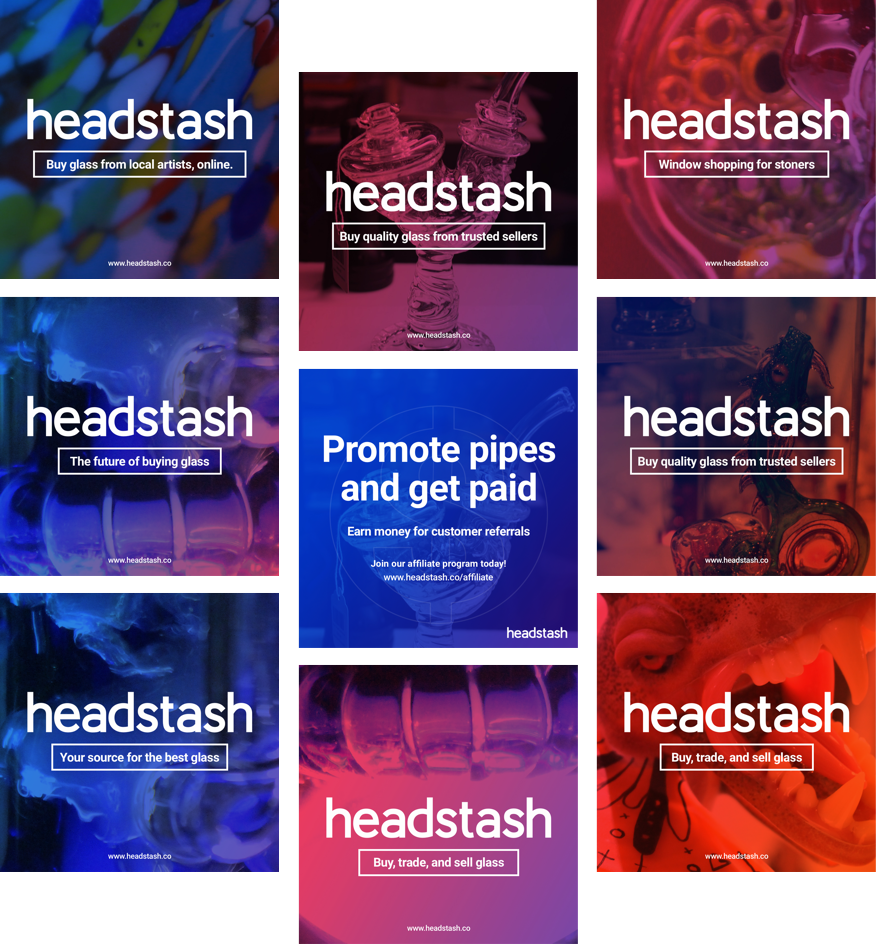 headstash
Buy glass from local artists, online.
www.headstash.co
headstash
The future of buying glass
www.headstash.co
headstash
Your source for the best glass
www.headstash.co
headstash
Buy quality glass from trusted sellers
www.headstash.co
Promote pipes
and get paid
Earn money for customer referrals
Join our affiliate program today!
www.headstash.co/affiliate
headstash
headstash
Buy, trade, and sell glass
www.headstash.co
headstash
Window shopping for stoners
www.headstash.co
headstash
Buy quality glass from trusted sellers
www.headstash.co
headstash
Buy, trade, and sell glass
www.headstash.co